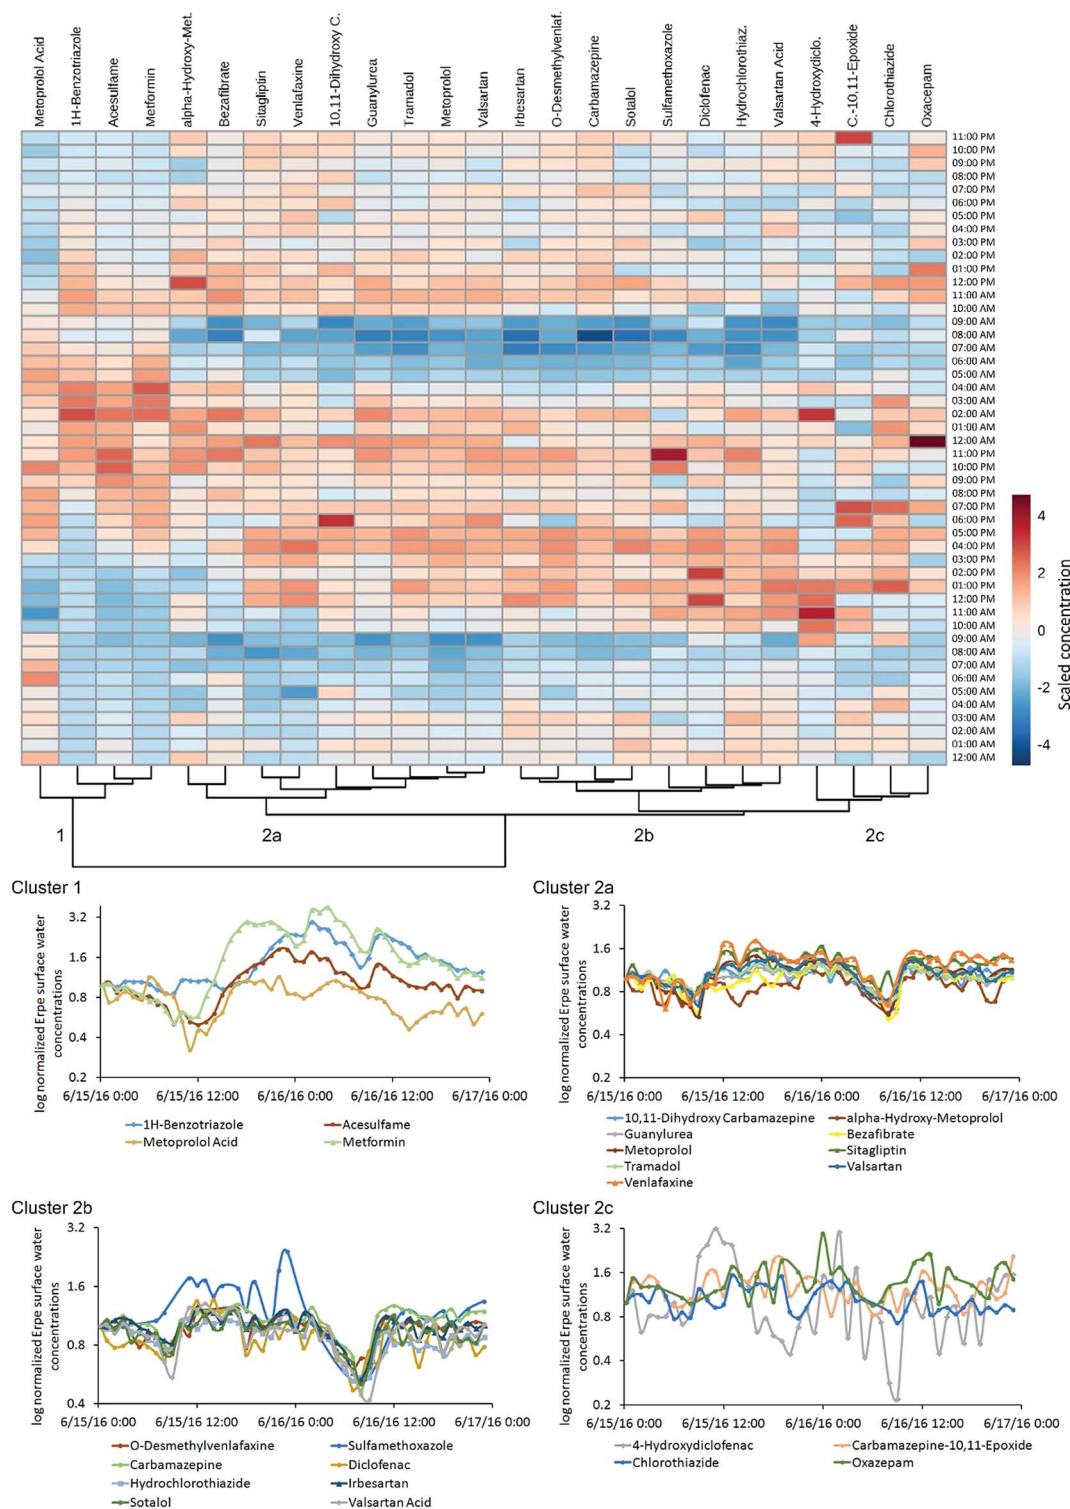 Metoprolol Acid
1H-Benzotriazole
Acesulfame
Metformin
alpha-Hydroxy-Met.
Bezafibrate
Sitagliptin
Venlafaxine
10.11-Dihydroxy C.
Guanylurea
Tramadol
Metoprolol
Valsartan
Irbesartan
O-Desmethylvenlaf.
Carbamazepine
Sotalol
Sulfamethoxazole
Diclofenac
Hydrochlorothiaz.
Valsartan Acid
4-Hydroxydiclo.
C.-10,11-Epoxide
Chlorothiazide
Oxacepam
11:00 PM
10:00 PM
09:00 PM
08:00 PM
07:00 PM
06:00 PM
05:00 PM
04:00 PM
03:00 PM
02:00 PM
01:00 PM
12:00 PM
11:00 AM
10:00 AM
09:00 AM
08:00 AM
07:00 AM
06:00 AM
05:00 AM
04:00 AM
03:00 AM
02:00 AM
01:00 AM
12:00 AM
11:00 PM
10:00 PM
09:00 PM
08:00 PM
07:00 PM
06:00 PM
05:00 PM
04:00 PM
03:00 PM
02:00 PM
01:00 PM
12:00 PM
11:00 AM
10:00 AM
09:00 AM
08:00 AM
07:00 AM
06:00 AM
05:00 AM
04:00 AM
03:00 AM
02:00 AM
01:00 AM
12:00 AM
4
2
0
-2
-4
Scaled concentration
1 2a 2b 2c
Cluster 1
log normalized Erpe surface water
concentrations
3.2
1.6
0.8
0.4
0.2
6/15/16 0:00 6/15/16 12:00 6/16/16 0:00 6/16/16 12:00 6/17/16 0:00
1H-Benzotriazole Acesulfame
Metoprolol Acid Metformin
Cluster 2a
log normalized Erpe surface water
concentrations
3.2
1.6
0.8
0.4
0.2
6/15/16 0:00 6/15/16 12:00 6/16/16 0:00 6/16/16 12:00 6/17/16 0:00
10,11-Dihydroxy Carbamazepine alpha-Hydroxy-Metoprolol
Guanylurea Bezafibrate
Metoprolol Sitagliptin
Tramadol Valsartan
Venlafaxine
Cluster 2b
log normalized Erpe surface water
concentrations
3.2
1.6
0.8
0.4
6/15/16 0:00 6/15/16 12:00 6/16/16 0:00 6/16/16 12:00 6/17/16 0:00
O-Desmethylvenlafaxine Sulfamethoxazole
Carbamazepine Diclofenac
Hydrochlorothiazide Irbesartan
Sotalol Valsartan Acid
Cluster 2c
log normalized Erpe surface water
concentrations
3.2
1.6
0.8
0.4
0.2
6/15/16 0:00 6/15/16 12:00 6/16/16 0:00 6/16/16 12:00 6/17/16 0:00
4-Hydroxydiclofenac Carbamazepine-10,11-Epoxide
Chlorothiazide Oxazepam